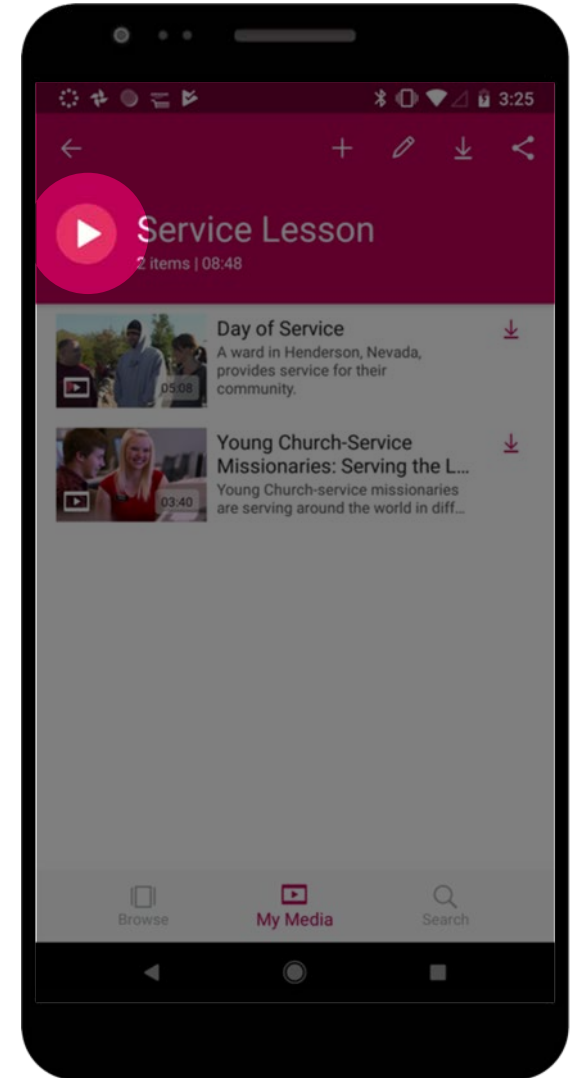 3:25
Service Lesson
2 items | 08:48
Day of Service
A ward in Henderson, Nevada,
provides service for their
community.
05:08
Young Church-Service
Missionaries: Serving the L...
Young Church-service missionaries
are serving around the world in diff...
03:40
Browse
My Media
Search